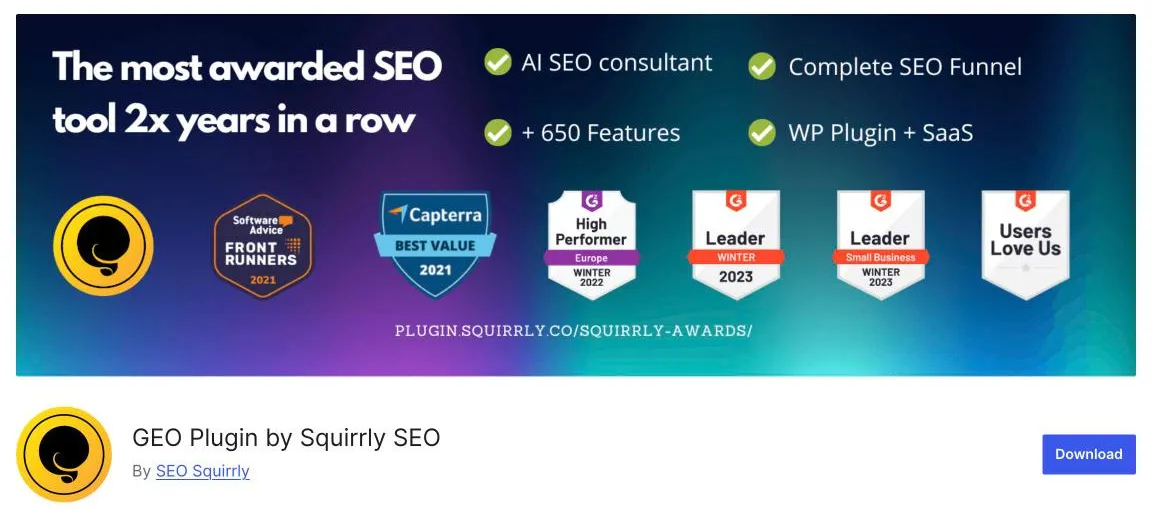 The most awarded SEO
tool 2x years in a row
AI SEO consultant
Complete SEO Funnel
+ 650 Features
WP Plugin + SaaS
Software
Advice
FRONT
RUNNERS
2021
Capterra
BEST VALUE
2021
High
Performer
Europe
WINTER
2022
Leader
WINTER
2023
Leader
Small Business
WINTER
2023
Users
Love Us
PLUGIN.SQUIRRLY.CO/SQUIRRLY-AWARDS/
GEO Plugin by Squirrly SEO
By SEO Squirrly
Download